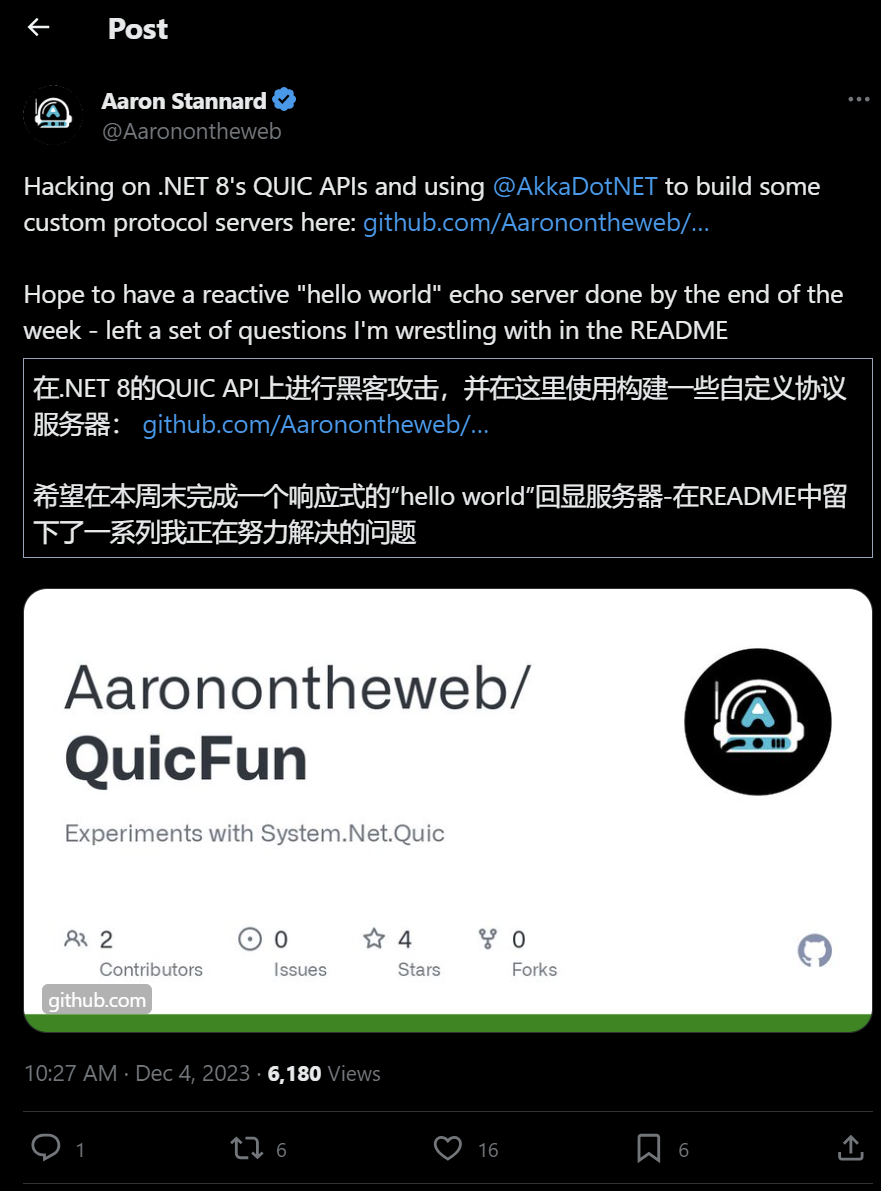 Post
Aaron Stannard
@Aaronontheweb
Hacking on .NET 8's QUIC APIs and using @AkkaDotNET to build some
custom protocol servers here: github.com/Aaronontheweb/...
Hope to have a reactive "hello world" echo server done by the end of the
week - left a set of questions I'm wrestling with in the README
在.NET 8的QUIC API上进行黑客攻击，并在这里使用构建一些自定义协议
服务器： github.com/Aaronontheweb/...
希望在本周末完成一个响应式的“hello world”回显服务器-在README中留
下了一系列我正在努力解决的问题
Aaronontheweb/
QuicFun
Experiments with System.Net.Quic
2 0 4 0
Contributors Issues Stars Forks
github.com
10:27 AM · Dec 4, 2023 · 6,180 Views
1 6 16 6